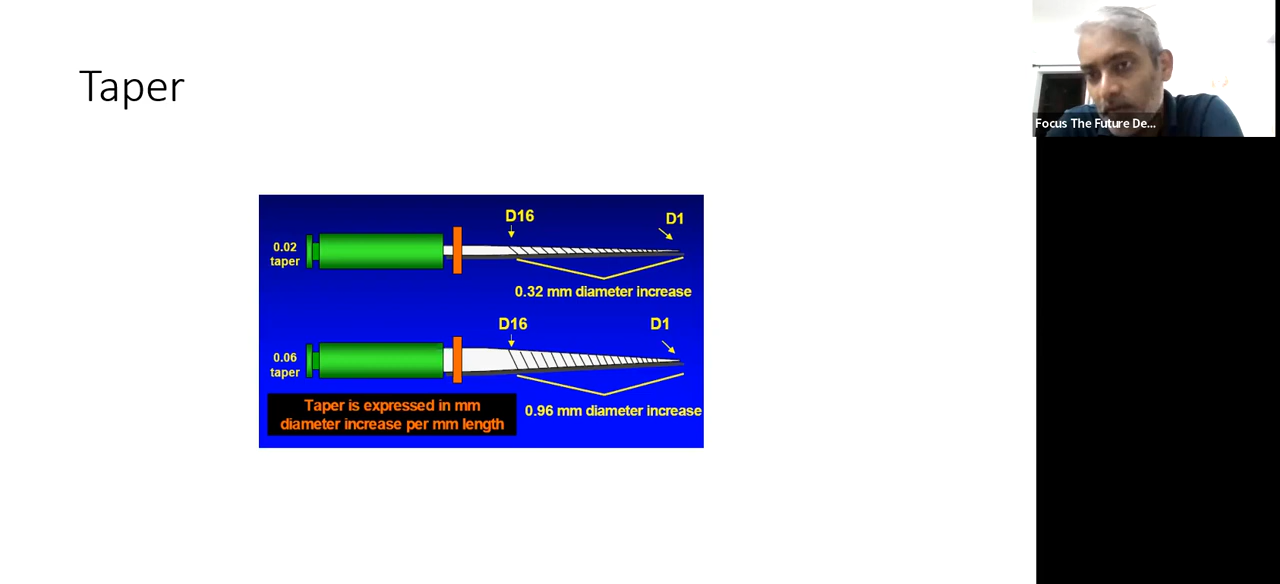 Taper
Focus The Future De...
D16
D1
0.02
taper
0.32 mm diameter increase
D16
D1
0.06
taper
Taper is expressed in mm
diameter increase per mm length
0.96 mm diameter increase